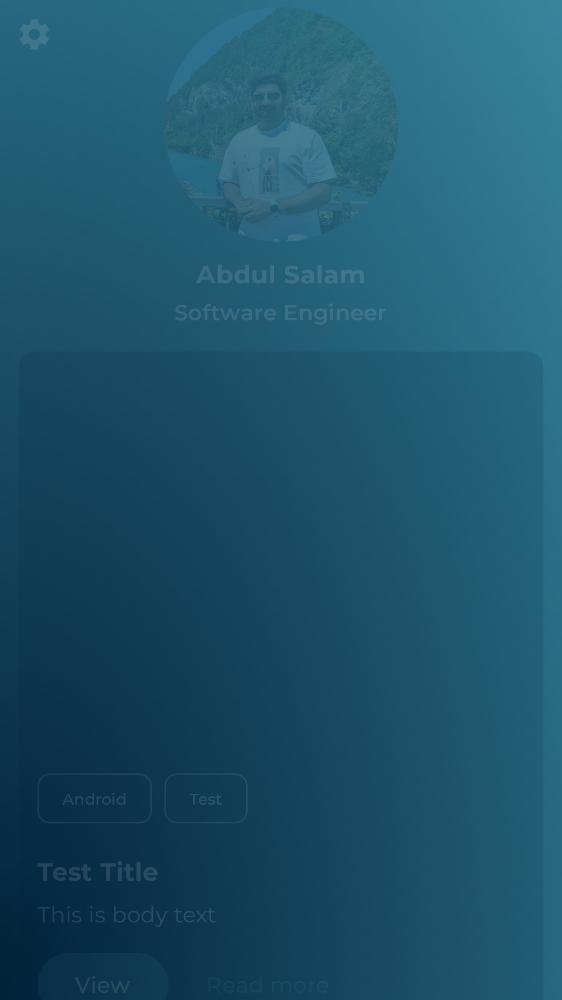 Abdul Salam
Software Engineer
Android Test
Test Title
This is body text
View Read more